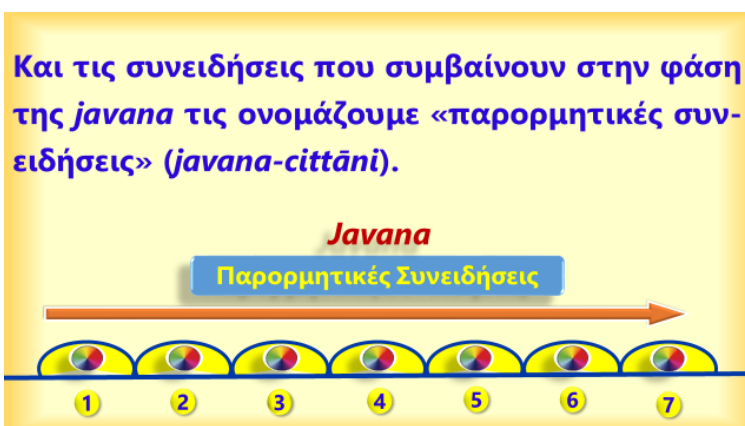 Και τις συνειδήσεις που συμβαίνουν στην φάση
της javana τις ονομάζουμε «παρορμητικές συν-
ειδήσεις» (javana-cittāni).
Javana
Παρορμητικές Συνειδήσεις
1 2 3 4 5 6 7